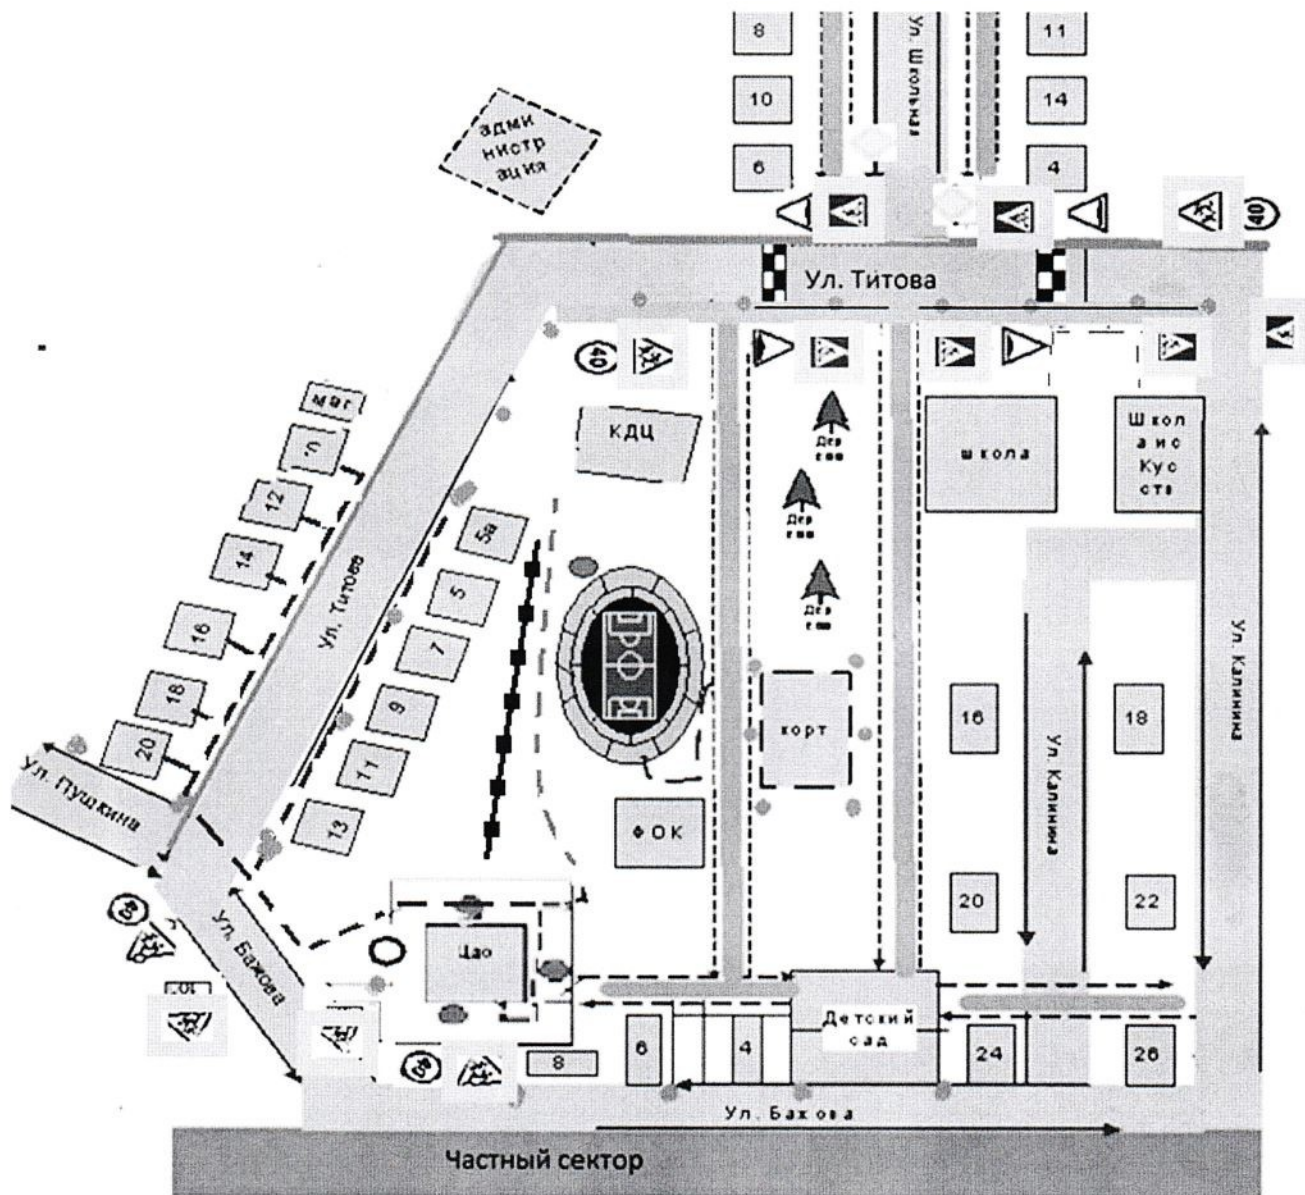 8
11
Ул. Школьная
10
14
6
4
адми
нистр
ация
40
Ул. Титова
40
маг
10
12
14
16
18
20
Ул. Титова
5а
5
7
9
11
13
КДЦ
школа
Школ
а ис
Кус
ств
Дер
Дер
Дер
корт
ФОК
16
18
20
22
Ул. Калинина
Ул. Калинина
Ул. Пушкина
Ул. Бажова
Цао
Детский
сад
8
6
4
24
26
Ул. Бажова
Частный сектор